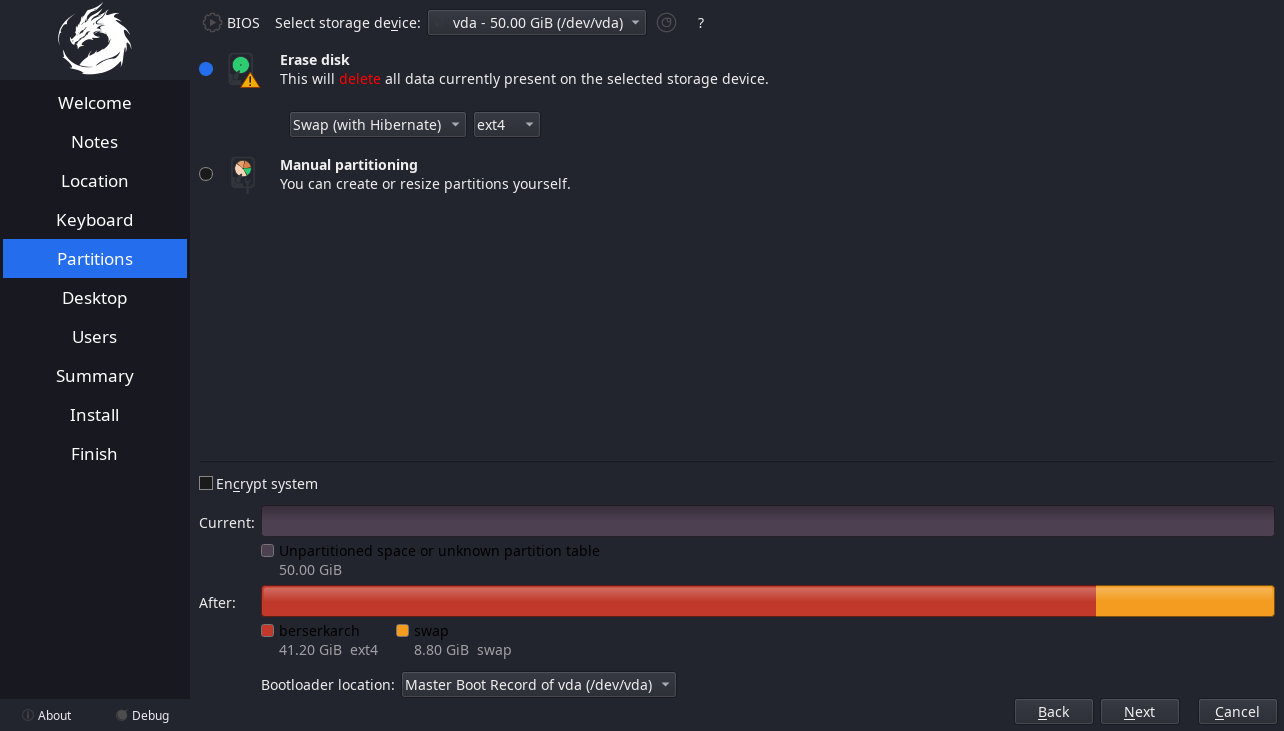 BIOS Select storage device: vda - 50.00 GiB (/dev/vda) ?
Erase disk
This will delete all data currently present on the selected storage device.
Swap (with Hibernate) ext4
Manual partitioning
You can create or resize partitions yourself.
Welcome
Notes
Location
Keyboard
Partitions
Desktop
Users
Summary
Install
Finish
Encrypt system
Current:
Unpartitioned space or unknown partition table
50.00 GiB
After:
berserkarch swap
41.20 GiB ext4 8.80 GiB swap
Bootloader location: Master Boot Record of vda (/dev/vda)
About Debug
Back Next Cancel